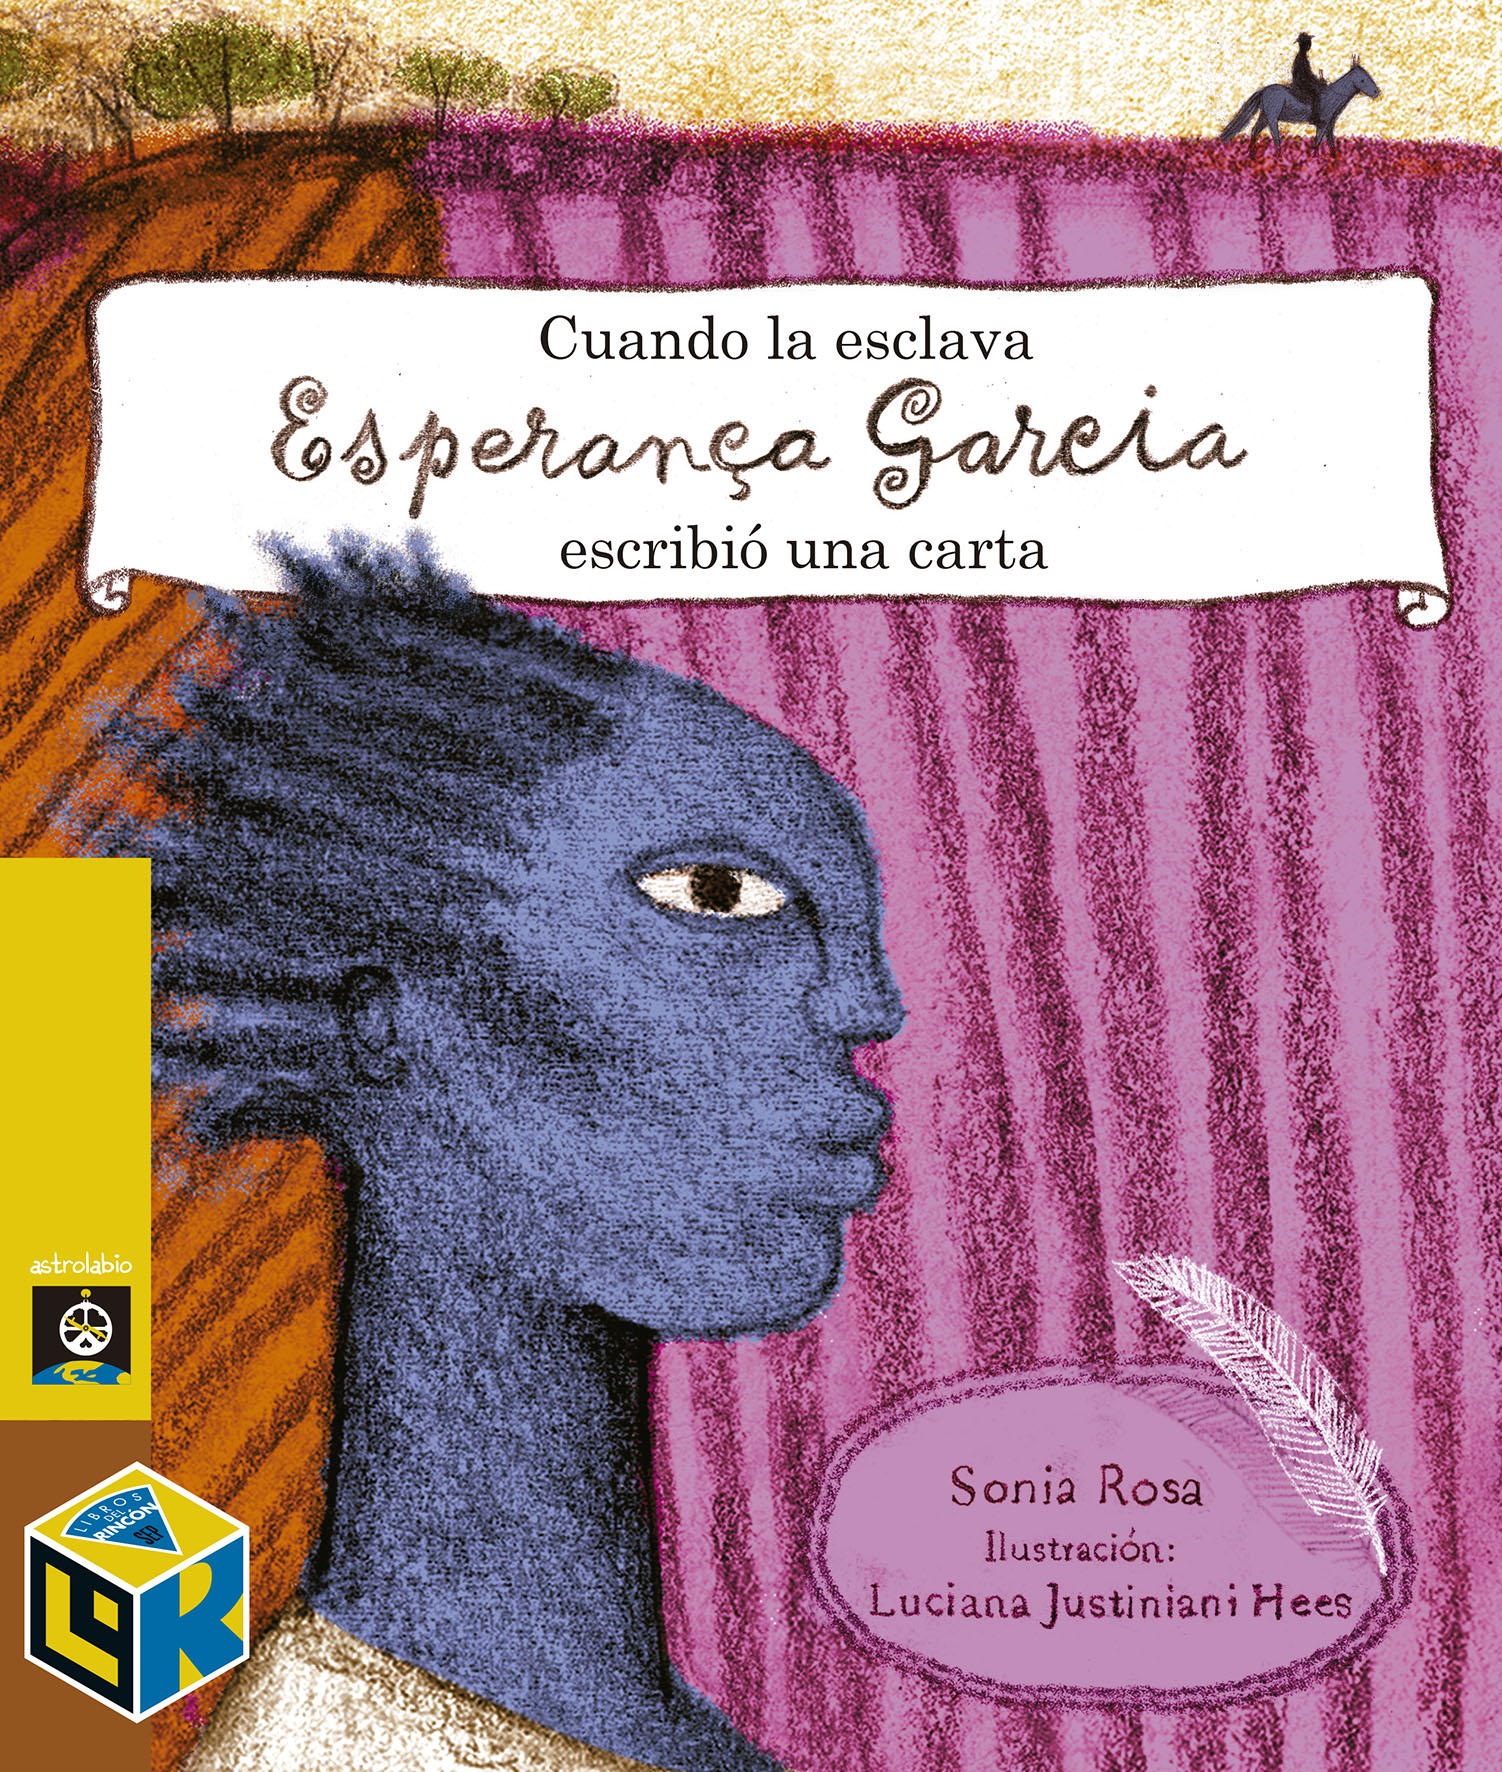 Cuando la esclava
Esperança Garcia
escribió una carta
astrolabio
LIBROS
DEL
RINCÓN
SEP
LR
Sonia Rosa
Ilustración:
Luciana Justiniani Hees